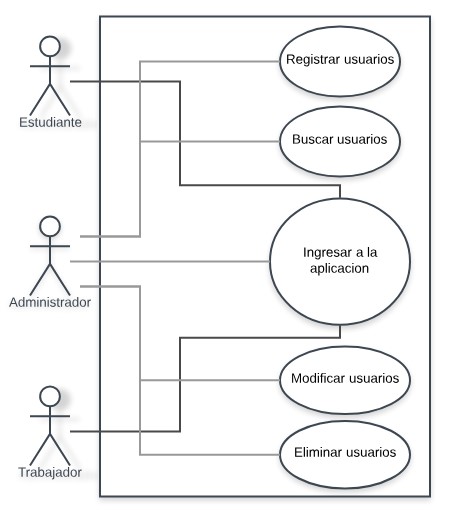 Registrar usuarios
Estudiante
Buscar usuarios
Ingresar a la
aplicacion
Administrador
Modificar usuarios
Eliminar usuarios
Trabajador